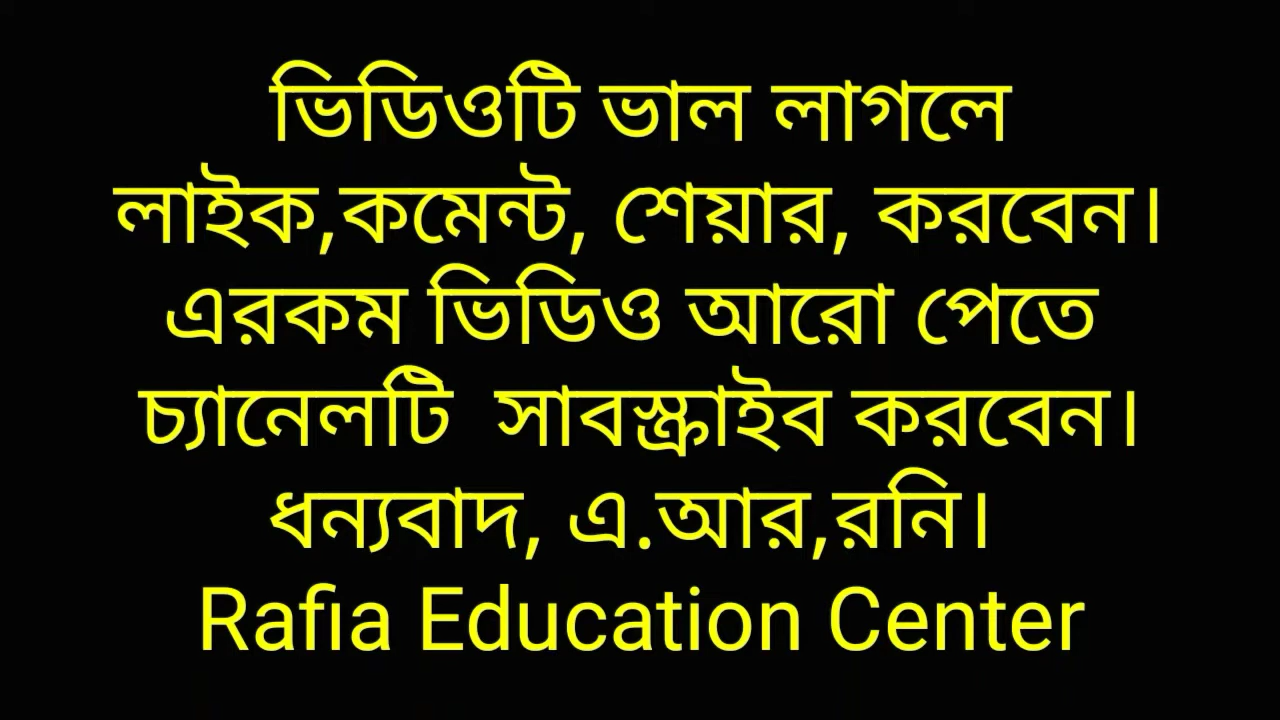 ভিডিওটি ভাল লাগলে
লাইক,কমেন্ট, শেয়ার, করবেন।
এরকম ভিডিও আরো পেতে
চ্যানেলটি  সাবস্ক্রাইব করবেন।
ধন্যবাদ, এ.আর,রনি।
Rafia Education Center